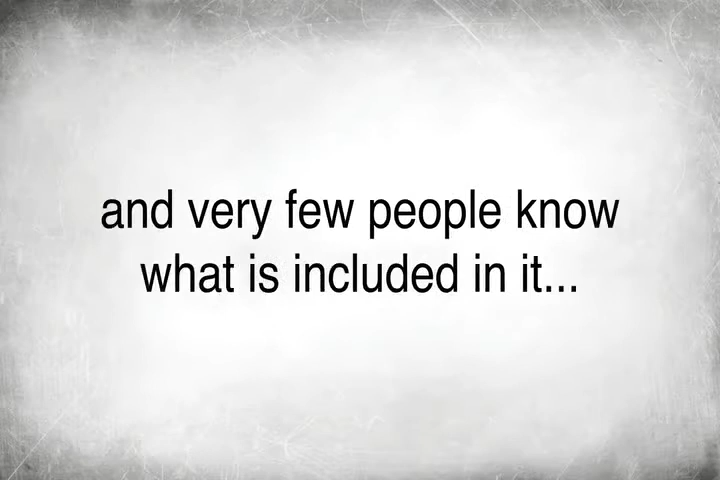 and very few people know
what is included in it...